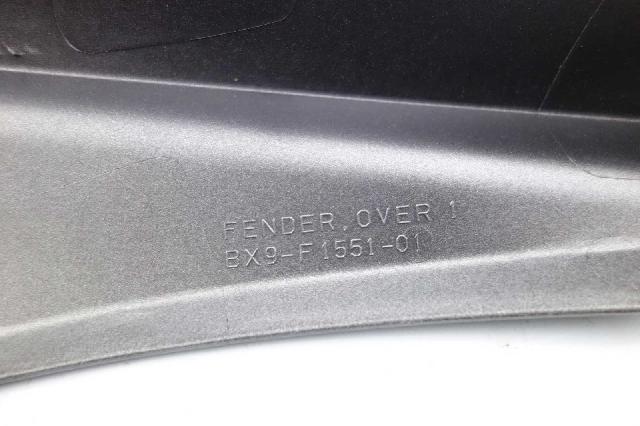 FENDER, OVER 1
BX9-F1551-01